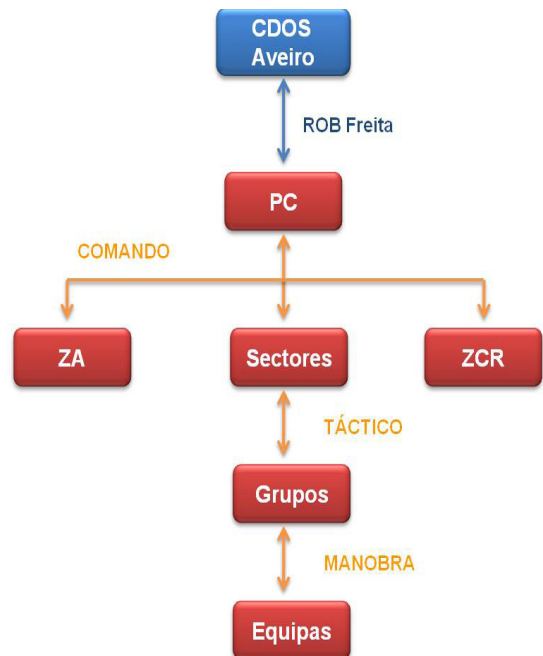 CDOS
Aveiro
ROB Freita
PC
COMANDO
ZA
Sectores
ZCR
TÁCTICO
Grupos
MANOBRA
Equipas